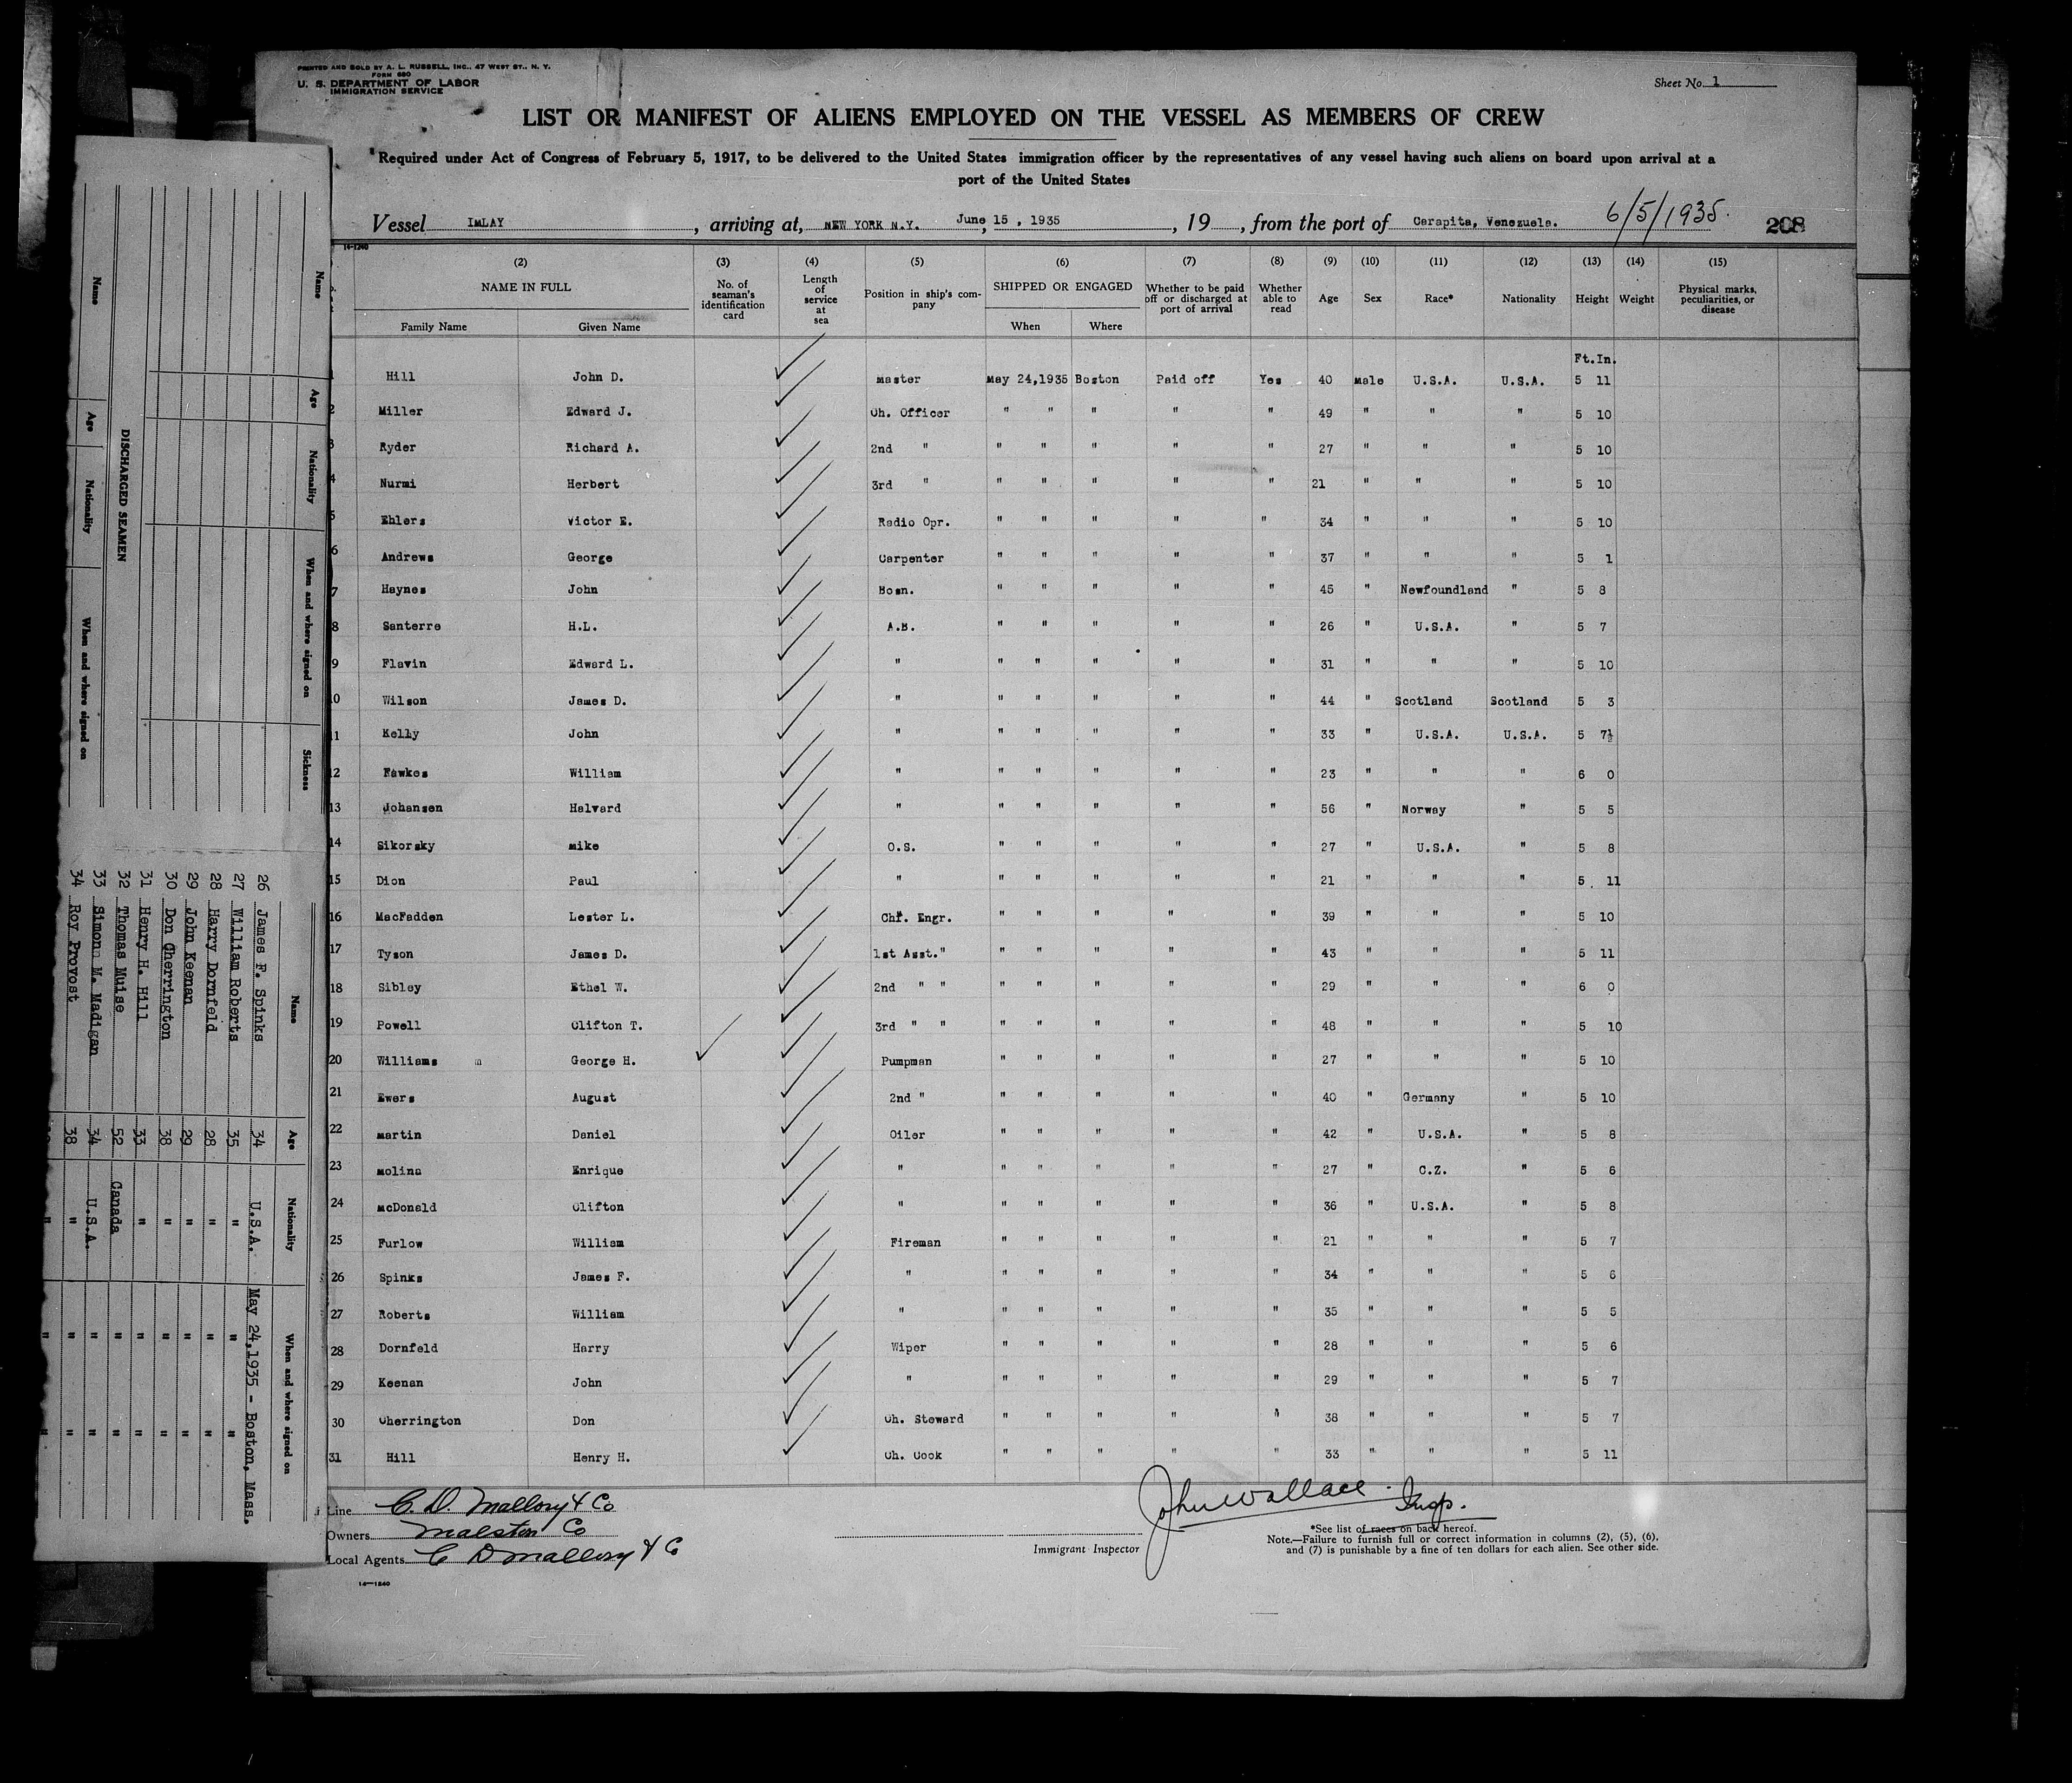 PRINTED AND SOLD BY A. L. RUSSELL, INC., 47 WEST ST., N. Y.
FORM 680
U. S. DEPARTMENT OF LABOR
IMMIGRATION SERVICE
Sheet No. 1
LIST OR MANIFEST OF ALIENS EMPLOYED ON THE VESSEL AS MEMBERS OF CREW
Required under Act of Congress of February 5, 1917, to be delivered to the United States immigration officer by the representatives of any vessel having such aliens on board upon arrival at a
port of the United States
Vessel IMLAY, arriving at, NEW YORK N.Y. June 15, 1935, 19, from the port of Carapita, Venezuela. 6/5/1935. 208
14-1240
(2) (3) (4) (5) (6) (7) (8) (9) (10) (11) (12) (13) (14) (15)
NAME IN FULL
Family Name Given Name
No. of seaman's identification card
Length of service at sea
Position in ship's company
SHIPPED OR ENGAGED
When Where
Whether to be paid off or discharged at port of arrival
Whether able to read
Age Sex Race* Nationality Height Weight
Physical marks, peculiarities, or disease
Ft.In.
1 Hill John D. Master May 24,1935 Boston Paid off Yes 40 Male U.S.A. U.S.A. 5 11
2 Miller Edward J. Ch. Officer " " " " " 49 " " " 5 10
3 Ryder Richard A. 2nd " " " " " " 27 " " " 5 10
4 Nurmi Herbert 3rd " " " " " " 21 " " " 5 10
5 Ehlers Victor E. Radio Opr. " " " " " 34 " " " 5 10
6 Andrews George Carpenter " " " " " 37 " " " 5 1
7 Haynes John Bosn. " " " " " 45 " Newfoundland " 5 8
8 Santerre H.L. A.B. " " " " " 26 " U.S.A. " 5 7
9 Flavin Edward L. " " " " " " 31 " " " 5 10
10 Wilson James D. " " " " " " 44 " Scotland Scotland 5 3
11 Kelly John " " " " " " 33 " U.S.A. U.S.A. 5 7½
12 Fawkes William " " " " " " 23 " " " 6 0
13 Johansen Halvard " " " " " " 56 " Norway " 5 5
14 Sikorsky Mike O.S. " " " " " 27 " U.S.A. " 5 8
15 Dion Paul " " " " " " 21 " " " 5 11
16 MacFadden Lester L. Chf. Engr. " " " " " 39 " " " 5 10
17 Tyson James D. 1st Asst." " " " " " 43 " " " 5 11
18 Sibley Ethel W. 2nd " " " " " " " 29 " " " 6 0
19 Powell Clifton T. 3rd " " " " " " " 48 " " " 5 10
20 Williams m George H. Pumpman " " " " " 27 " " " 5 10
21 Ewers August 2nd " " " " " " 40 " Germany " 5 10
22 Martin Daniel Oiler " " " " " 42 " U.S.A. " 5 8
23 Molina Enrique " " " " " " 27 " C.Z. " 5 6
24 McDonald Clifton " " " " " " 36 " U.S.A. " 5 8
25 Furlow William Fireman " " " " " 21 " " " 5 7
26 Spinks James F. " " " " " " 34 " " " 5 6
27 Roberts William " " " " " " 35 " " " 5 5
28 Dornfeld Harry Wiper " " " " " 28 " " " 5 6
29 Keenan John " " " " " " 29 " " " 5 7
30 Cherrington Don Ch. Steward " " " " " 38 " " " 5 7
31 Hill Henry H. Ch. Cook " " " " " 33 " " " 5 11
Line C. D. Mallory & Co
Owners Malston Co
Local Agents C D Mallory & Co
14-1240
John Wallace Insp.
Immigrant Inspector
*See list of races on back hereof.
Note.—Failure to furnish full or correct information in columns (2), (5), (6),
and (7) is punishable by a fine of ten dollars for each alien. See other side.
Name Age Nationality When and where signed on Sickness
DISCHARGED SEAMEN
Name Age Nationality When and where signed on
Name Age Nationality When and where signed on
26 James F. Spinks 34 U.S.A. May 24,1935 - Boston, Mass.
27 William Roberts 35 " " "
28 Harry Dornfeld 28 " " "
29 John Keenan 29 " " "
30 Don Cherrington 38 " " "
31 Henry H. Hill 33 " " "
32 Thomas Muise 52 Canada " "
33 Simon M. Madigan 34 U.S.A. " "
34 Roy Provost 38 " " "